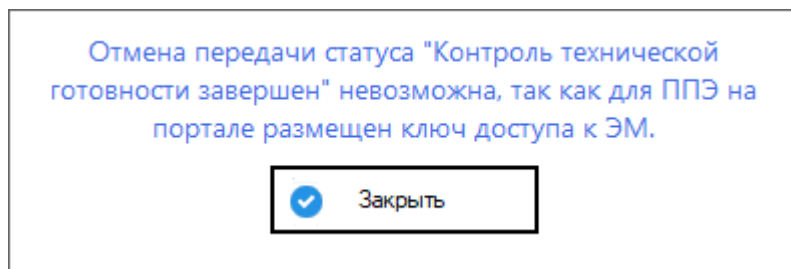 Отмена передачи статуса "Контроль технической
готовности завершен" невозможна, так как для ППЭ на
портале размещен ключ доступа к ЭМ.
Закрыть